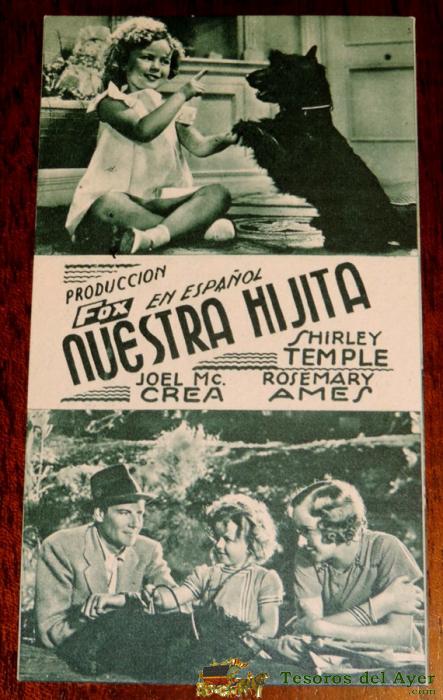 PRODUCCION
FOX EN ESPAÑOL
NUESTRA HIJITA
SHIRLEY
TEMPLE
JOEL MC. CREA
ROSEMARY AMES
Tesoros del Ayer
.com